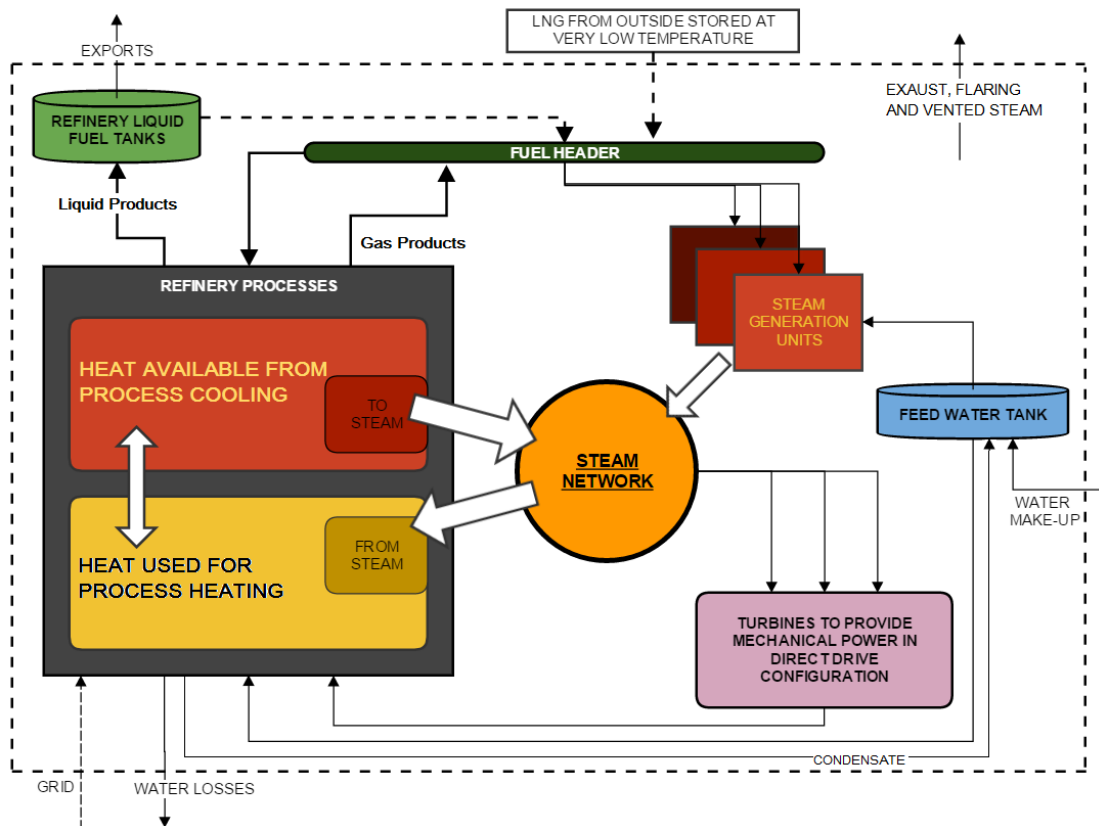 LNG FROM OUTSIDE STORED AT
VERY LOW TEMPERATURE
EXPORTS
EXAUST, FLARING
AND VENTED STEAM
REFINERY LIQUID
FUEL TANKS
FUEL HEADER
Liquid Products
Gas Products
REFINERY PROCESSES
STEAM
GENERATION
UNITS
HEAT AVAILABLE FROM
PROCESS COOLING
TO
STEAM
FEED WATER TANK
STEAM
NETWORK
WATER
MAKE-UP
FROM
STEAM
HEAT USED FOR
PROCESS HEATING
TURBINES TO PROVIDE
MECHANICAL POWER IN
DIRECT DRIVE
CONFIGURATION
CONDENSATE
GRID
WATER LOSSES